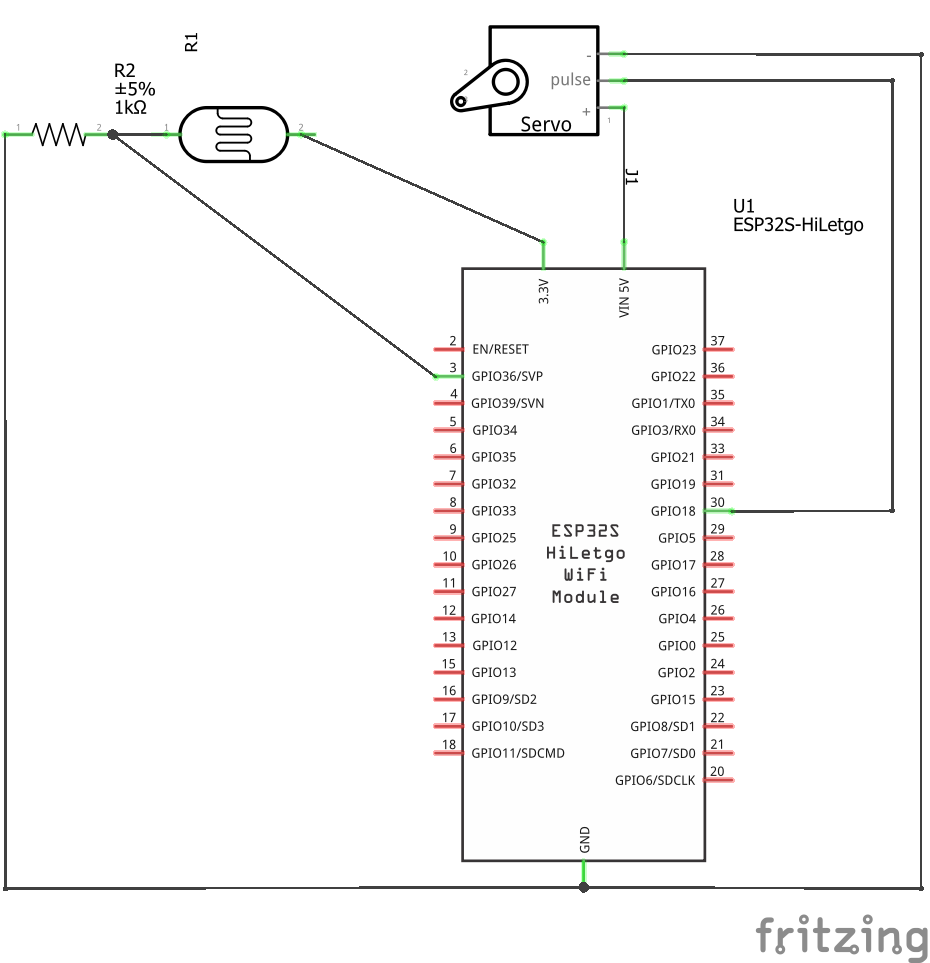 R1
R2
±5%
1kΩ
1
2
1
2
2
-
pulse
+
1
Servo
J1
U1
ESP32S-HiLetgo
3.3V
VIN 5V
2 EN/RESET
3 GPIO36/SVP
4 GPIO39/SVN
5 GPIO34
6 GPIO35
7 GPIO32
8 GPIO33
9 GPIO25
10 GPIO26
11 GPIO27
12 GPIO14
13 GPIO12
15 GPIO13
16 GPIO9/SD2
17 GPIO10/SD3
18 GPIO11/SDCMD
GPIO23 37
GPIO22 36
GPIO1/TX0 35
GPIO3/RX0 34
GPIO21 33
GPIO19 31
GPIO18 30
GPIO5 29
GPIO17 28
GPIO16 27
GPIO4 26
GPIO0 25
GPIO2 24
GPIO15 23
GPIO8/SD1 22
GPIO7/SD0 21
GPIO6/SDCLK 20
ESP32S
HiLetgo
WiFi
Module
GND
fritzing